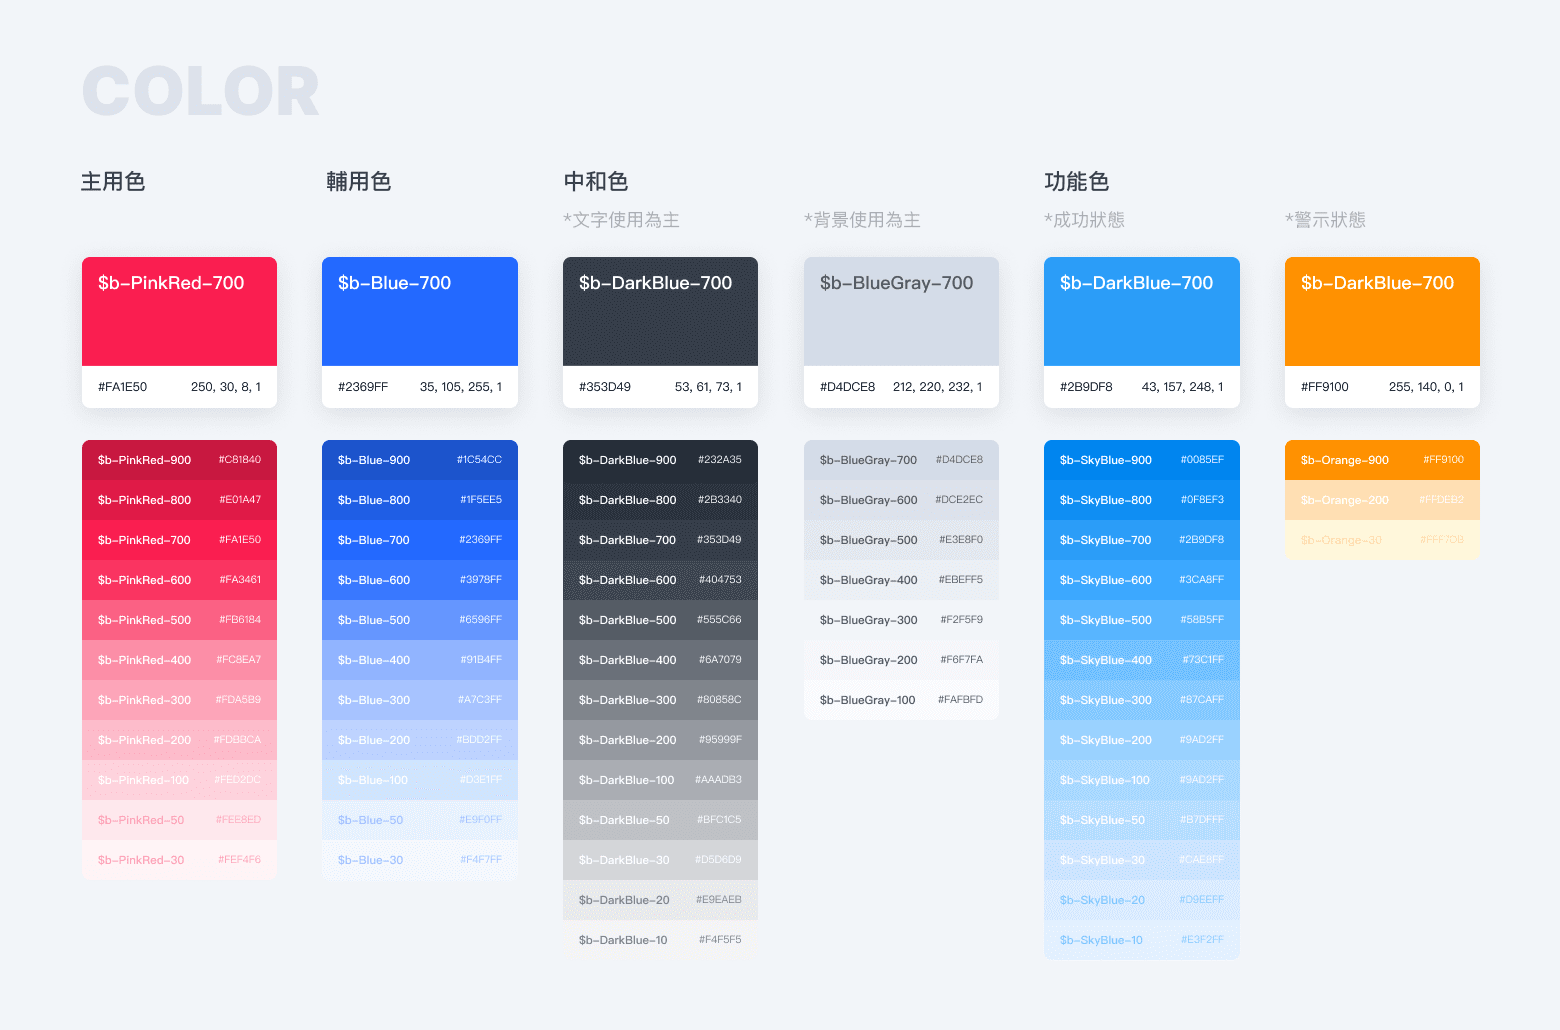 COLOR
主用色
輔用色
中和色
功能色
*文字使用為主
*背景使用為主
*成功狀態
*警示狀態
$b-PinkRed-700
#FA1E50 250, 30, 8, 1
$b-PinkRed-900 #C81840
$b-PinkRed-800 #E01A47
$b-PinkRed-700 #FA1E50
$b-PinkRed-600 #FA3461
$b-PinkRed-500 #FB6184
$b-PinkRed-400 #FC8EA7
$b-PinkRed-300 #FDA5B9
$b-PinkRed-200 #FDBBCA
$b-PinkRed-100 #FED2DC
$b-PinkRed-50 #FEE8ED
$b-PinkRed-30 #FEF4F6
$b-Blue-700
#2369FF 35, 105, 255, 1
$b-Blue-900 #1C54CC
$b-Blue-800 #1F5EE5
$b-Blue-700 #2369FF
$b-Blue-600 #3978FF
$b-Blue-500 #6596FF
$b-Blue-400 #91B4FF
$b-Blue-300 #A7C3FF
$b-Blue-200 #BDD2FF
$b-Blue-100 #D3E1FF
$b-Blue-50 #E9F0FF
$b-Blue-30 #F4F7FF
$b-DarkBlue-700
#353D49 53, 61, 73, 1
$b-DarkBlue-900 #232A35
$b-DarkBlue-800 #2B3340
$b-DarkBlue-700 #353D49
$b-DarkBlue-600 #404753
$b-DarkBlue-500 #555C66
$b-DarkBlue-400 #6A7079
$b-DarkBlue-300 #80858C
$b-DarkBlue-200 #95999F
$b-DarkBlue-100 #AAADB3
$b-DarkBlue-50 #BFC1C5
$b-DarkBlue-30 #D5D6D9
$b-DarkBlue-20 #E9EAEB
$b-DarkBlue-10 #F4F5F5
$b-BlueGray-700
#D4DCE8 212, 220, 232, 1
$b-BlueGray-700 #D4DCE8
$b-BlueGray-600 #DCE2EC
$b-BlueGray-500 #E3E8F0
$b-BlueGray-400 #EBEFF5
$b-BlueGray-300 #F2F5F9
$b-BlueGray-200 #F6F7FA
$b-BlueGray-100 #FAFBFD
$b-DarkBlue-700
#2B9DF8 43, 157, 248, 1
$b-SkyBlue-900 #0085EF
$b-SkyBlue-800 #0F8EF3
$b-SkyBlue-700 #2B9DF8
$b-SkyBlue-600 #3CA8FF
$b-SkyBlue-500 #58B5FF
$b-SkyBlue-400 #73C1FF
$b-SkyBlue-300 #87CAFF
$b-SkyBlue-200 #9AD2FF
$b-SkyBlue-100 #9AD2FF
$b-SkyBlue-50 #B7DFFF
$b-SkyBlue-30 #CAE8FF
$b-SkyBlue-20 #D9EEFF
$b-SkyBlue-10 #E3F2FF
$b-DarkBlue-700
#FF9100 255, 140, 0, 1
$b-Orange-900 #FF9100
$b-Orange-200 #FFDEB2
$b-Orange-30 #FFF7DB